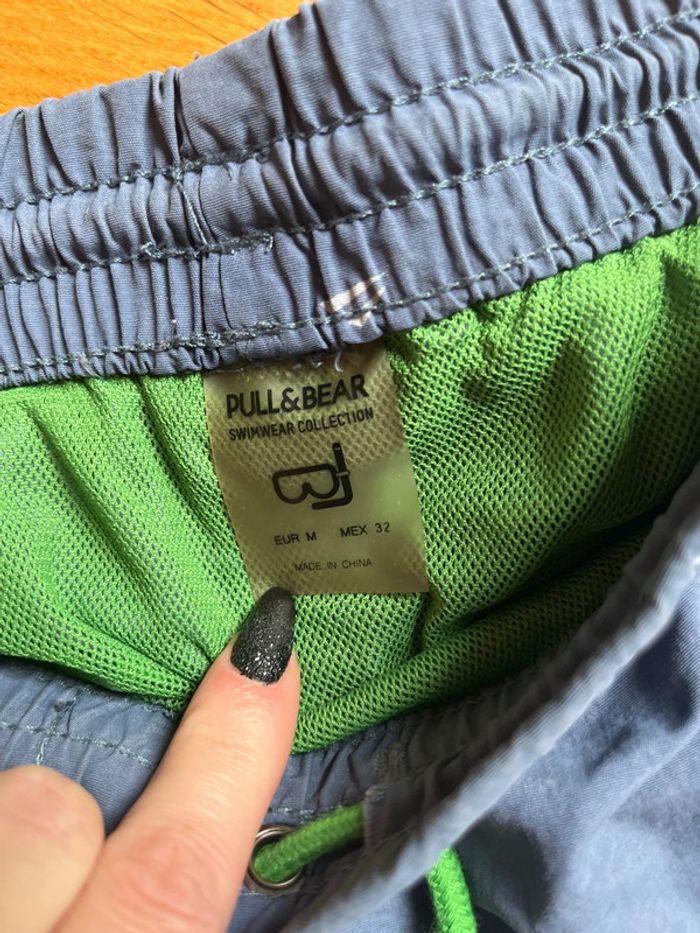 PULL&BEAR
SWIMWEAR COLLECTION
EUR M MEX 32
MADE IN CHINA